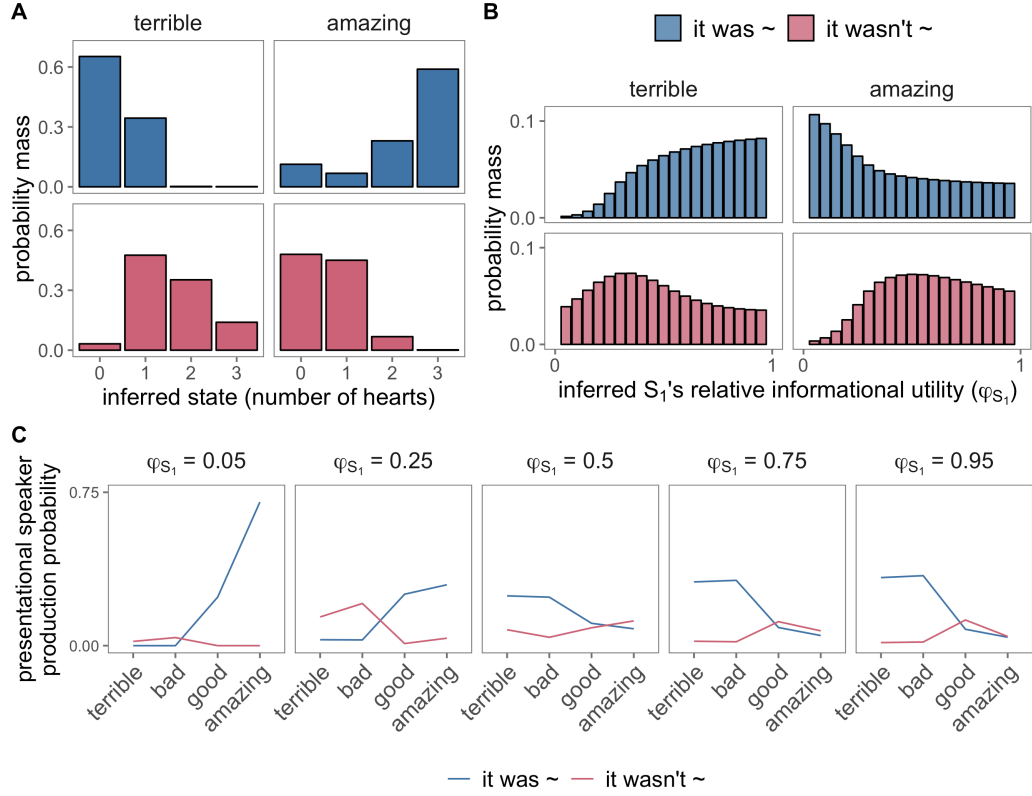 A
terrible
amazing
probability mass
0.6
0.3
0.0
0.6
0.3
0.0
0 1 2 3
0 1 2 3
inferred state (number of hearts)
B
it was ~
it wasn't ~
terrible
amazing
probability mass
0.1
0.0
0.1
0.0
0 1
0 1
inferred S₁'s relative informational utility (φS₁)
C
φS₁ = 0.05
φS₁ = 0.25
φS₁ = 0.5
φS₁ = 0.75
φS₁ = 0.95
presentational speaker
production probability
0.75
0.00
terrible bad good amazing
terrible bad good amazing
terrible bad good amazing
terrible bad good amazing
terrible bad good amazing
it was ~
it wasn't ~